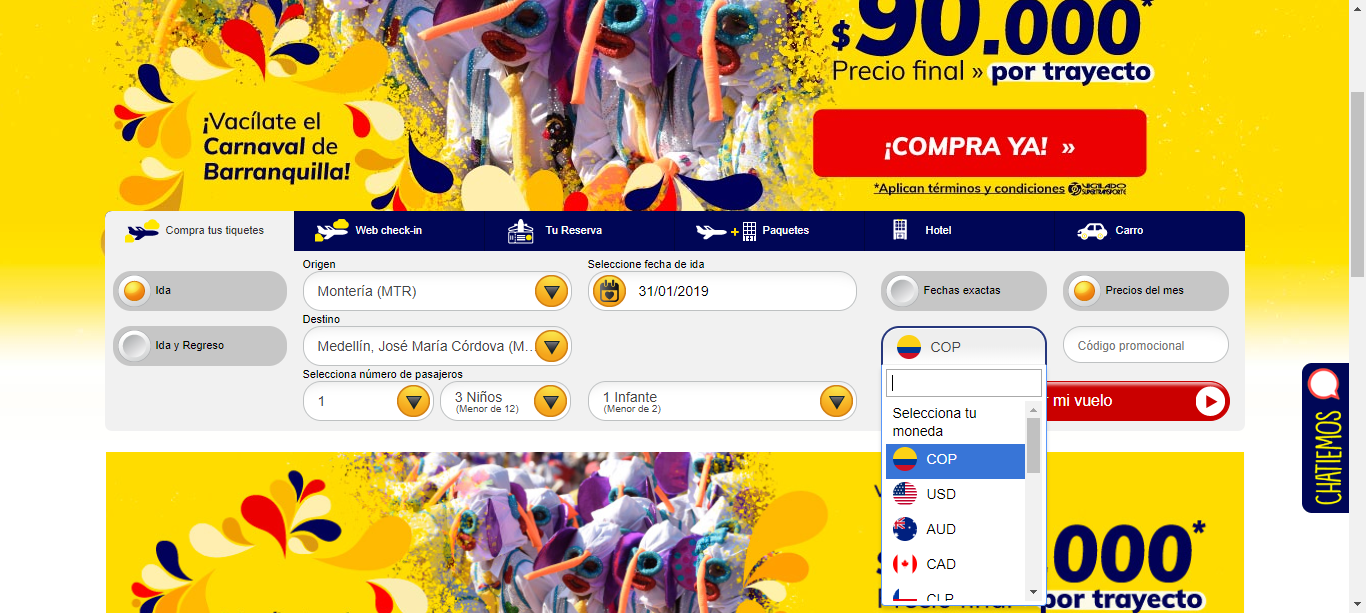 $90.000*
Precio final » por trayecto
¡Vacílate el
Carnaval de
Barranquilla!
¡COMPRA YA! »
*Aplican términos y condiciones VIGILADO SUPERTRANSPORTE
Compra tus tiquetes
Web check-in
Tu Reserva
Paquetes
Hotel
Carro
Origen
Seleccione fecha de ida
Ida
Montería (MTR)
31/01/2019
Fechas exactas
Precios del mes
Destino
Ida y Regreso
Medellín, José María Córdova (M...
COP
Código promocional
Selecciona número de pasajeros
1
3 Niños
(Menor de 12)
1 Infante
(Menor de 2)
mi vuelo
Selecciona tu
moneda
COP
USD
AUD
CAD
CLP
CHATIEMOS
000*
Precio final
por trayecto